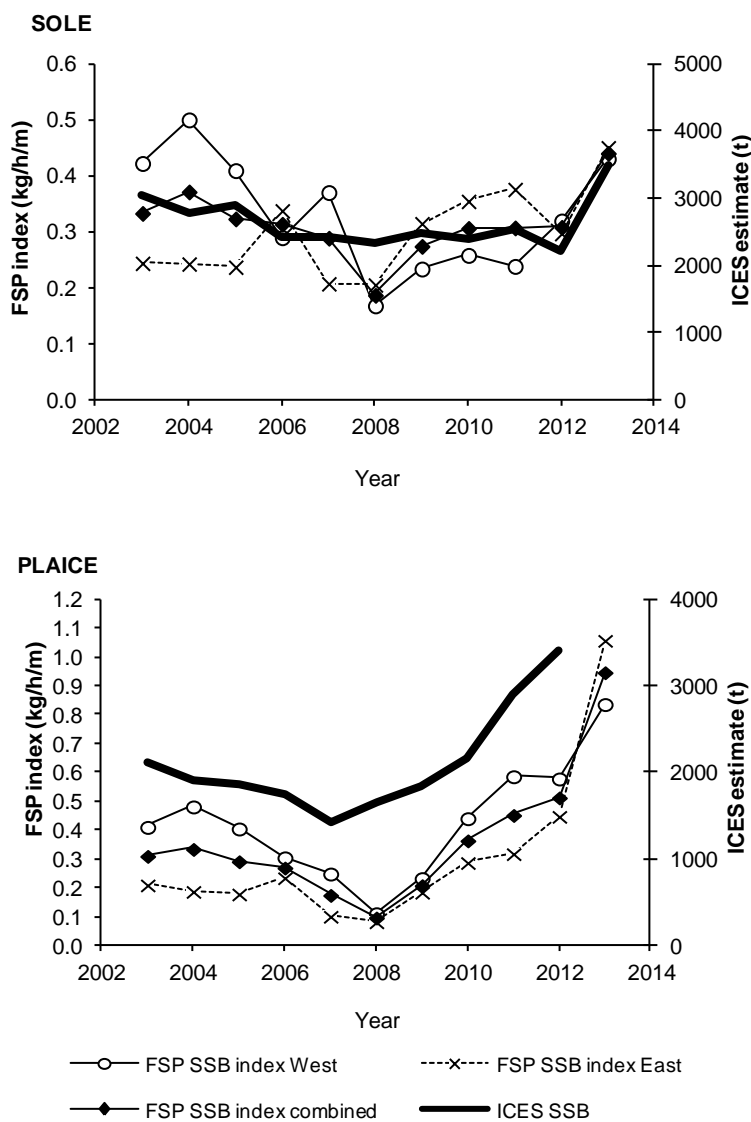 SOLE
0.6
0.5
0.4
0.3
0.2
0.1
0.0
FSP index (kg/h/m)
5000
4000
3000
2000
1000
0
ICES estimate (t)
2002 2004 2006 2008 2010 2012 2014
Year
PLAICE
1.2
1.1
1.0
0.9
0.8
0.7
0.6
0.5
0.4
0.3
0.2
0.1
0.0
FSP index (kg/h/m)
4000
3000
2000
1000
0
ICES estimate (t)
2002 2004 2006 2008 2010 2012 2014
Year
FSP SSB index West FSP SSB index East
FSP SSB index combined ICES SSB